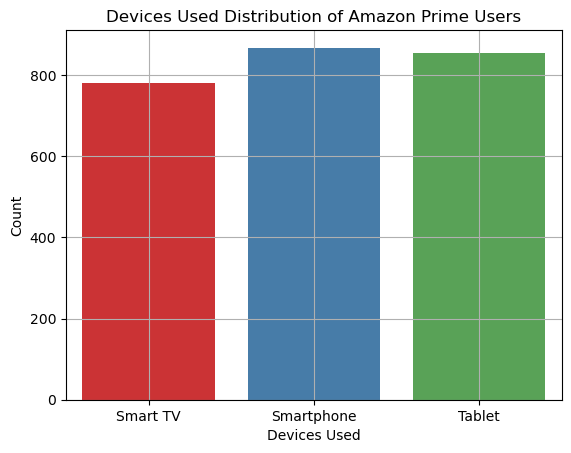 Devices Used Distribution of Amazon Prime Users
Count
800
600
400
200
0
Smart TV
Smartphone
Tablet
Devices Used